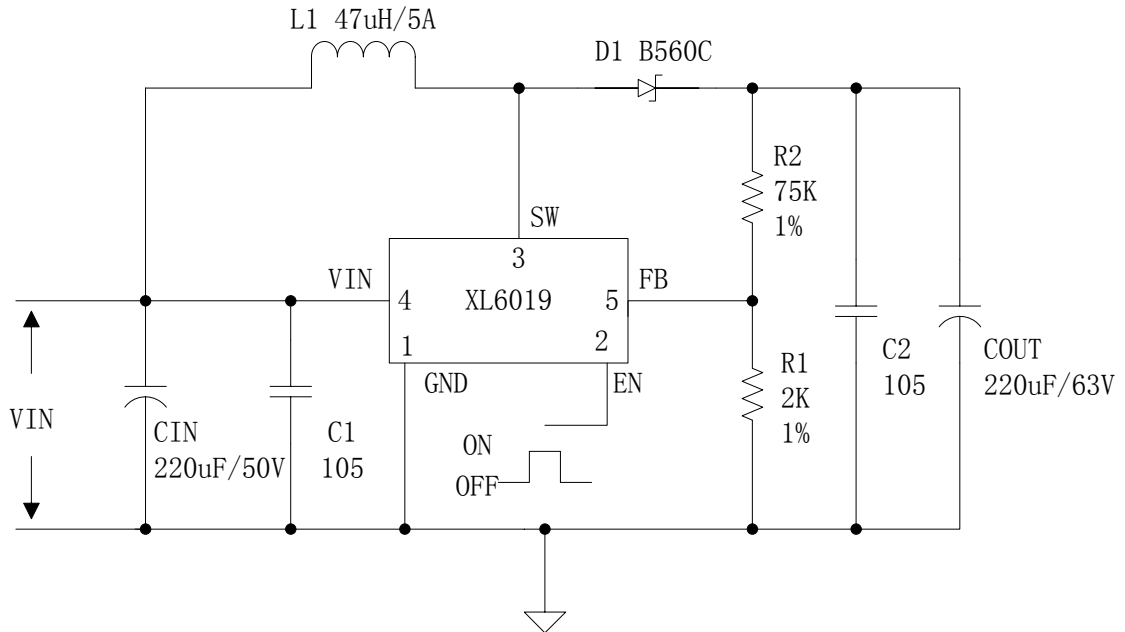 L1 47uH/5A
D1 B560C
R2
75K
1%
SW
3
VIN
4
XL6019
5
FB
1
2
GND
EN
C2
105
COUT
220uF/63V
R1
2K
1%
VIN
CIN
220uF/50V
C1
105
ON
OFF